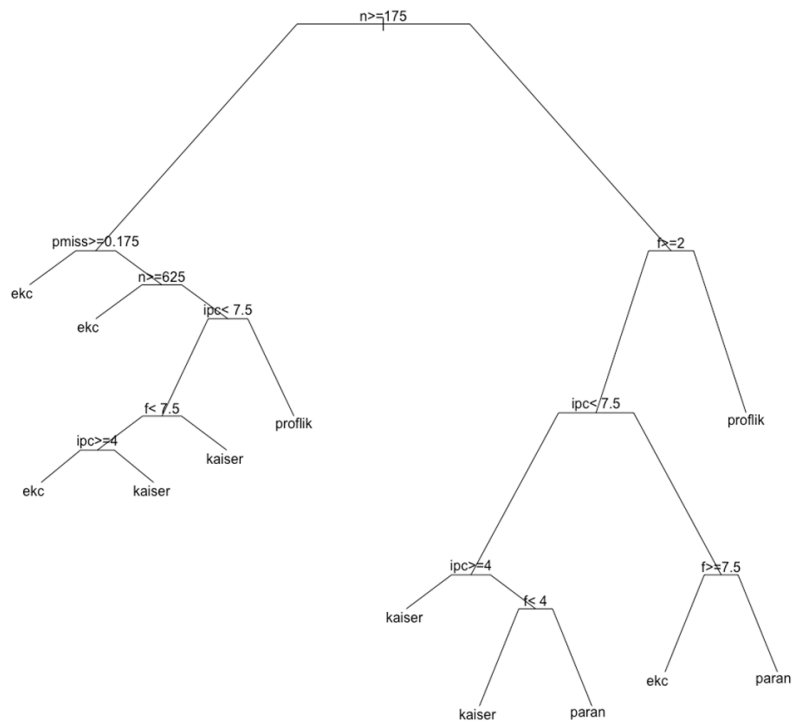 n>=175
pmiss>=0.175
f>=2
n>=625
ekc
ipc< 7.5
ekc
ipc< 7.5
f< 7.5
proflik
proflik
ipc>=4
kaiser
ekc
kaiser
ipc>=4
f>=7.5
kaiser
f< 4
ekc
paran
kaiser
paran